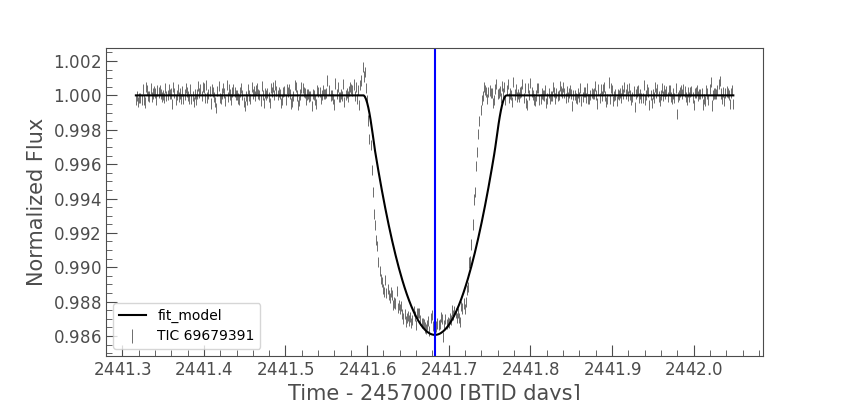 1.002
1.000
0.998
0.996
0.994
0.992
0.990
0.988
0.986
Normalized Flux
fit_model
TIC 69679391
2441.3 2441.4 2441.5 2441.6 2441.7 2441.8 2441.9 2442.0
Time - 2457000 [BTJD days]